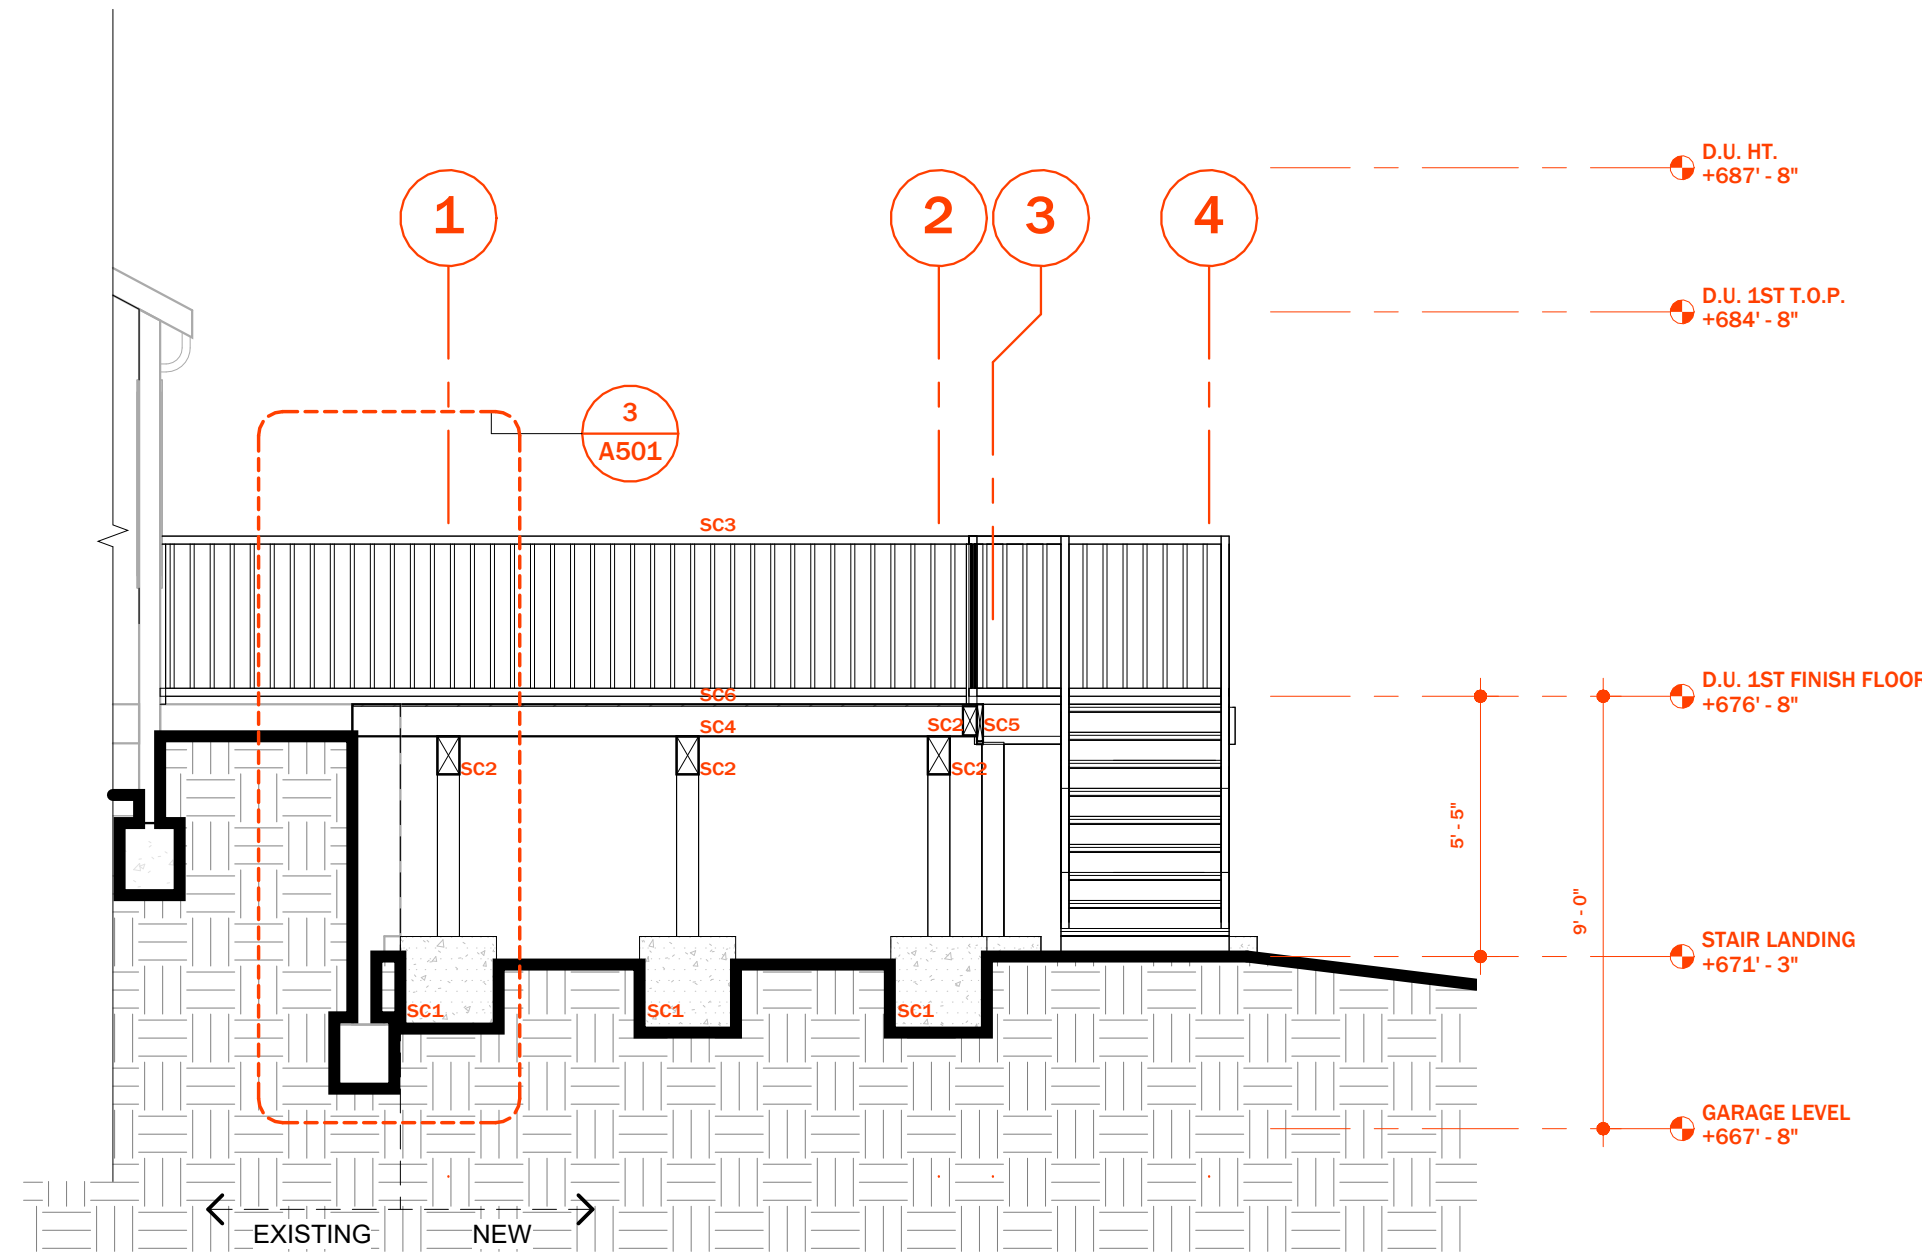 D.U. HT.
+687' - 8"
1
2
3
4
D.U. 1ST T.O.P.
+684' - 8"
3
A501
SC3
SC6
D.U. 1ST FINISH FLOOR
+676' - 8"
SC4
SC2
SC5
SC2
SC2
SC2
5' - 5"
9' - 0"
STAIR LANDING
+671' - 3"
SC1
SC1
SC1
GARAGE LEVEL
+667' - 8"
EXISTING
NEW